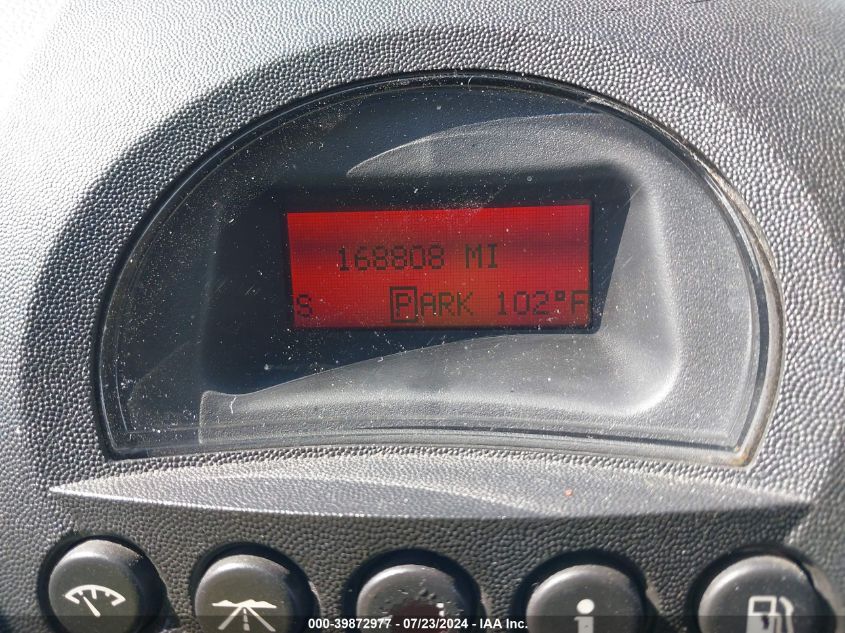 168808 MI
S PARK 102°F
i i
000-39872977 - 07/23/2024 - IAA Inc.